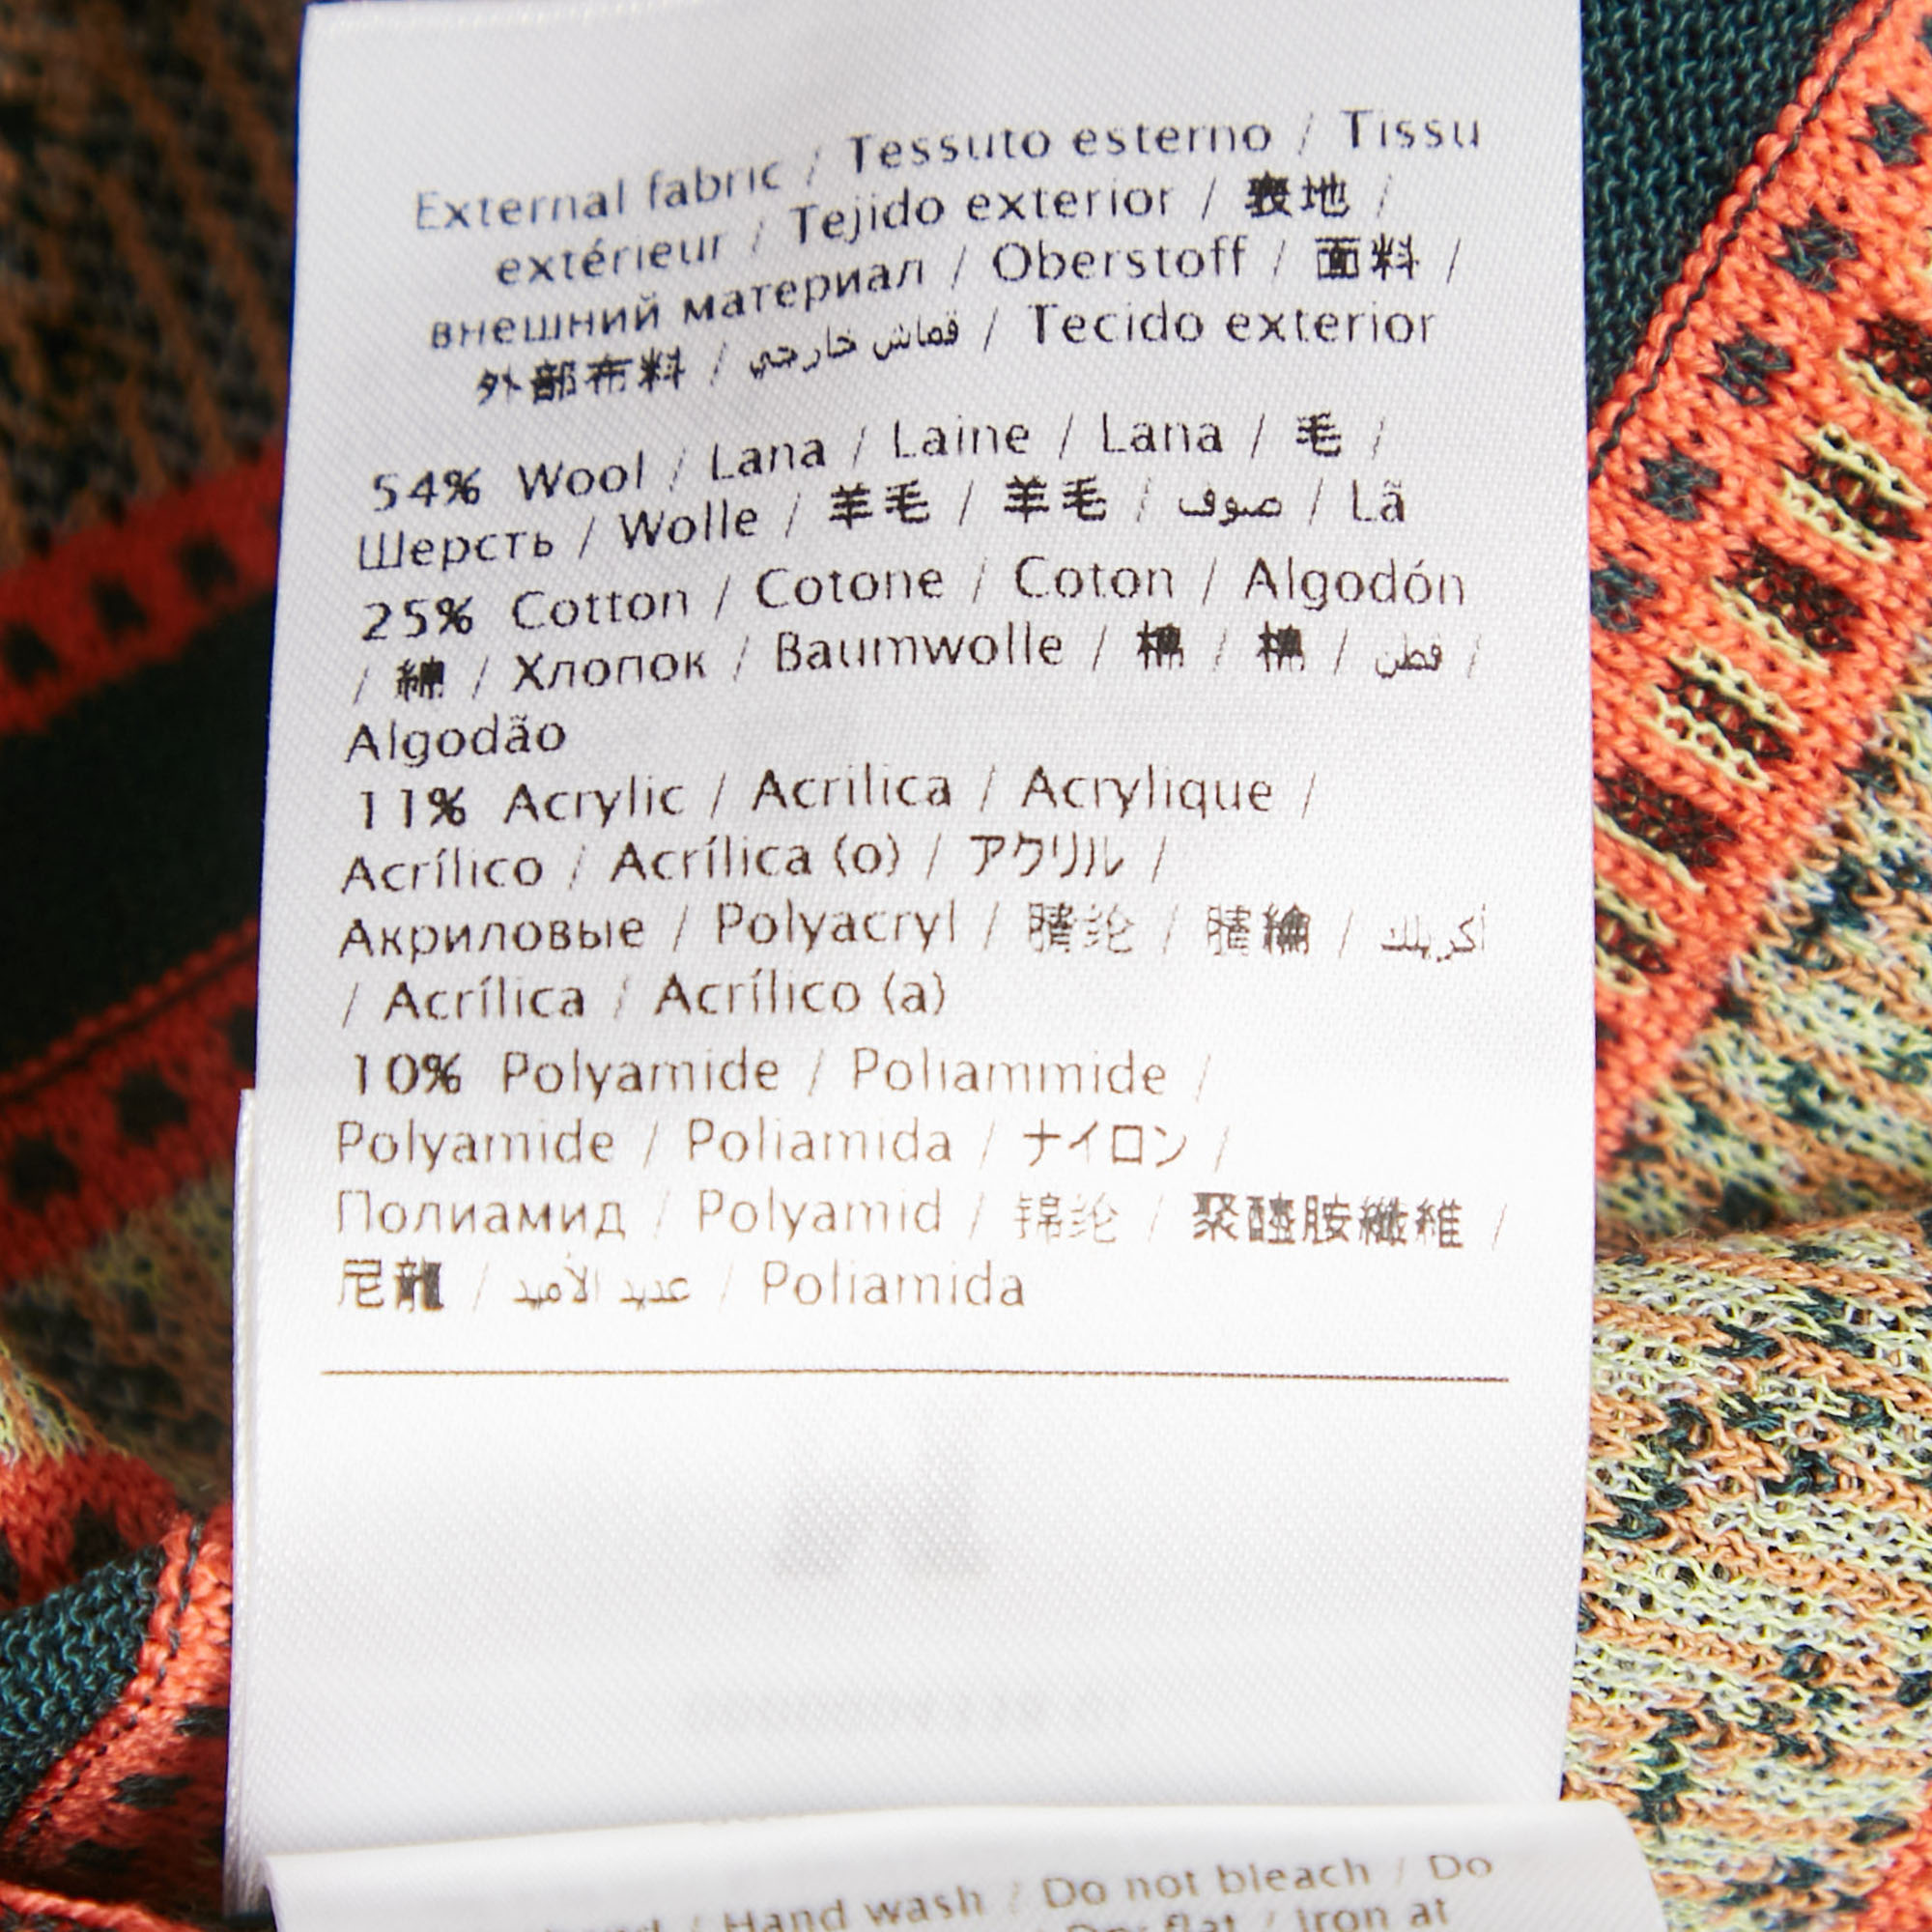 External fabric / Tessuto esterno / Tissu
extérieur / Tejido exterior / 表地 /
внешний материал / Oberstoff / 面料 /
外部布料 / قماش خارجي / Tecido exterior
54% Wool / Lana / Laine / Lana / 毛 /
Шерсть / Wolle / 羊毛 / 羊毛 / صوف / Lã
25% Cotton / Cotone / Coton / Algodón
/ 綿 / Хлопок / Baumwolle / 棉 / 棉 / قطن /
Algodão
11% Acrylic / Acrilica / Acrylique /
Acrílico / Acrílica (o) / アクリル /
Акриловые / Polyacryl / 腈纶 / 腈綸 / أكريلك
/ Acrílica / Acrílico (a)
10% Polyamide / Poliammide /
Polyamide / Poliamida / ナイロン /
Полиамид / Polyamid / 锦纶 / 聚醯胺纖維 /
尼龍 / عديد الأميد / Poliamida
/ Hand wash / Do not bleach / Do
Dry flat / Iron at